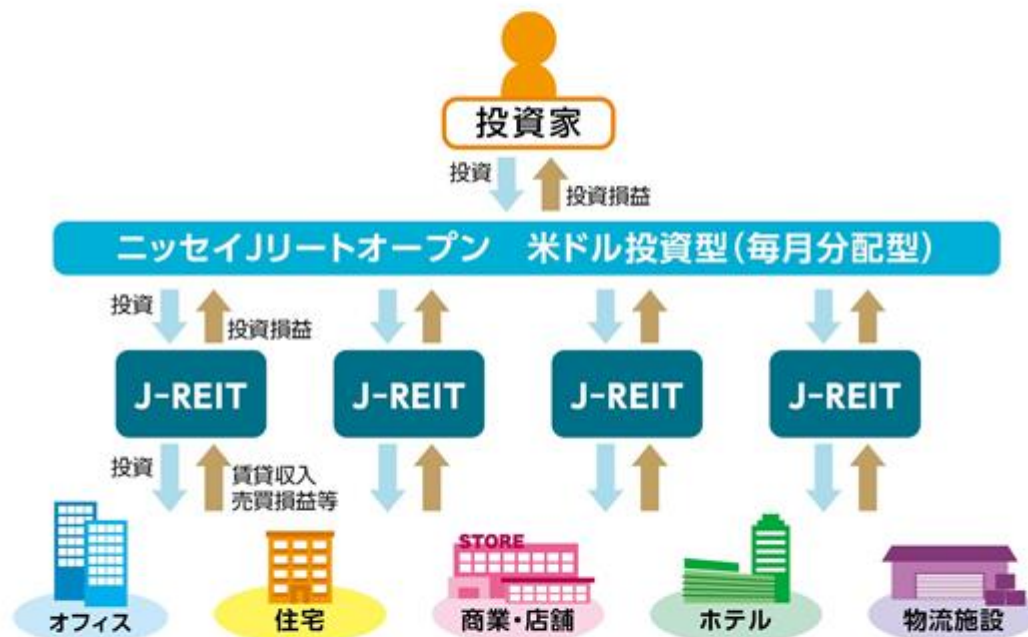 投資家
投資
投資損益
ニッセイJリートオープン 米ドル投資型(毎月分配型)
投資
投資損益
J-REIT
J-REIT
J-REIT
J-REIT
投資
賃貸収入
売買損益等
STORE
オフィス
住宅
商業・店舗
ホテル
物流施設